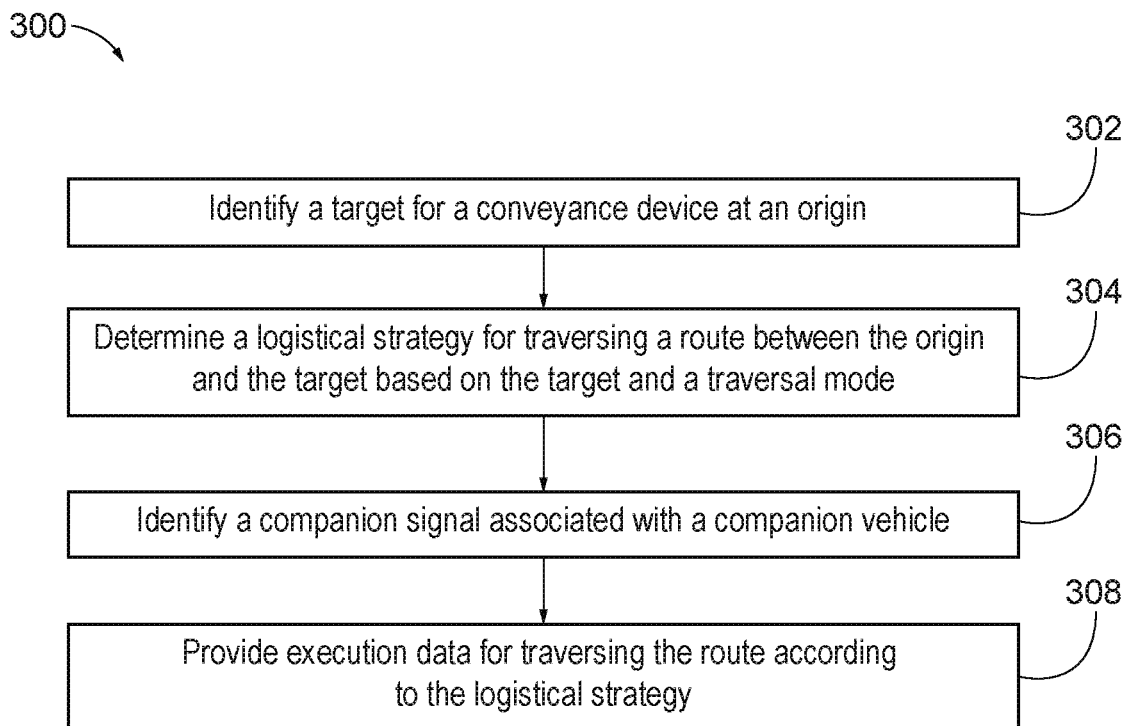 300
302
Identify a target for a conveyance device at an origin
304
Determine a logistical strategy for traversing a route between the origin
and the target based on the target and a traversal mode
306
Identify a companion signal associated with a companion vehicle
308
Provide execution data for traversing the route according
to the logistical strategy